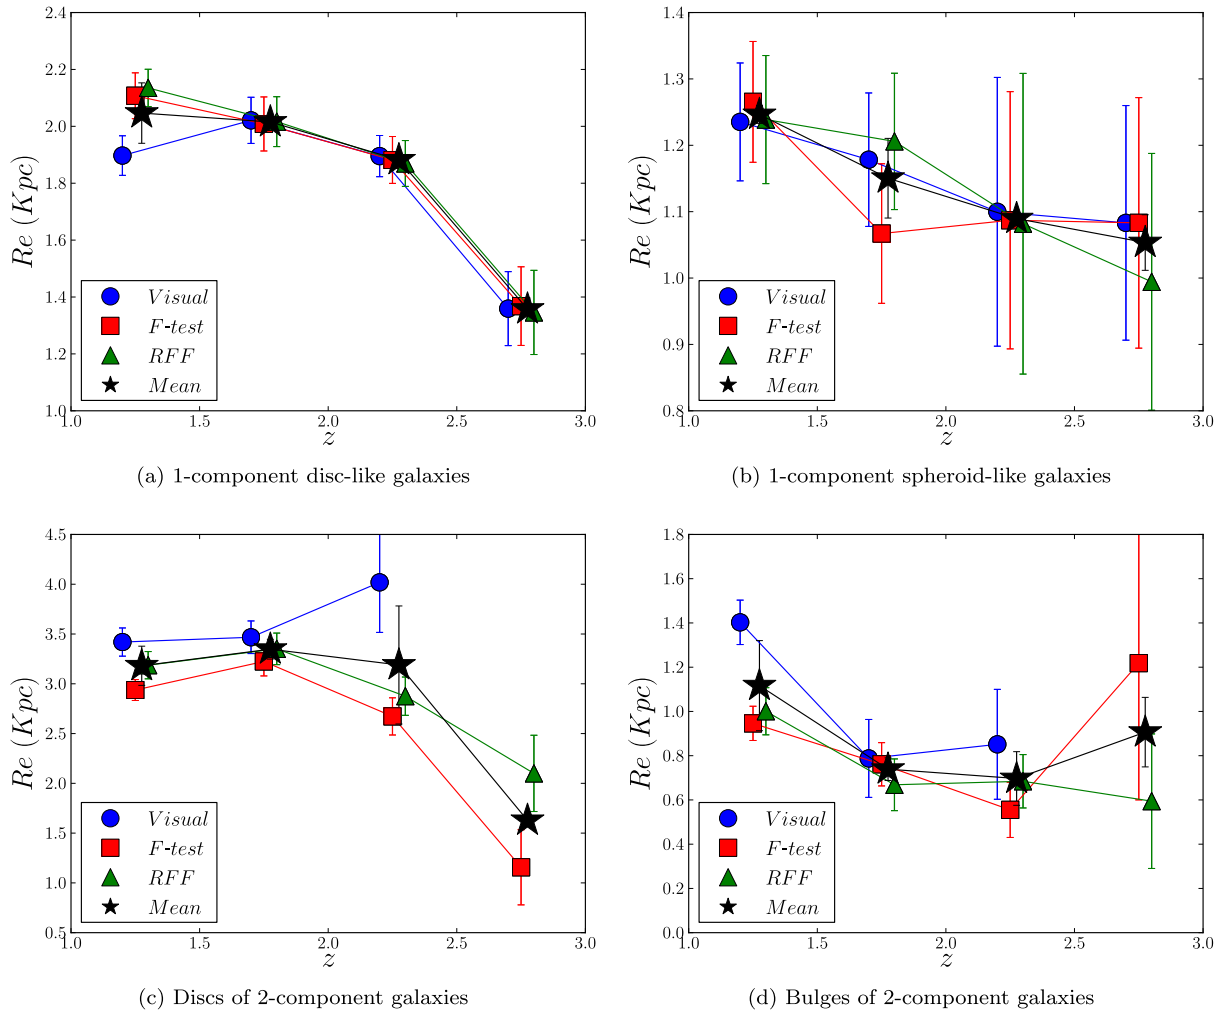 2.4
2.2
2.0
1.8
1.6
1.4
1.2
1.0
Re (Kpc)
Visual
F-test
RFF
Mean
1.0 1.5 2.0 2.5 3.0
z
(a) 1-component disc-like galaxies
1.4
1.3
1.2
1.1
1.0
0.9
0.8
Re (Kpc)
Visual
F-test
RFF
Mean
1.0 1.5 2.0 2.5 3.0
z
(b) 1-component spheroid-like galaxies
4.5
4.0
3.5
3.0
2.5
2.0
1.5
1.0
0.5
Re (Kpc)
Visual
F-test
RFF
Mean
1.0 1.5 2.0 2.5 3.0
z
(c) Discs of 2-component galaxies
1.8
1.6
1.4
1.2
1.0
0.8
0.6
0.4
0.2
0.0
Re (Kpc)
Visual
F-test
RFF
Mean
1.0 1.5 2.0 2.5 3.0
z
(d) Bulges of 2-component galaxies